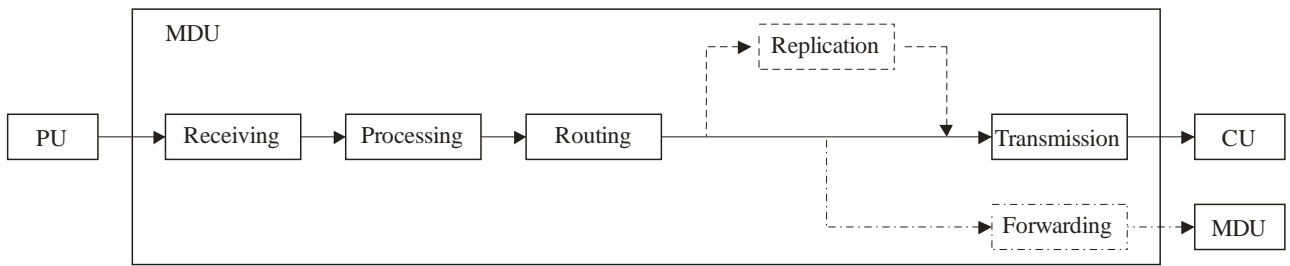 MDU
Replication
PU
Receiving
Processing
Routing
Transmission
CU
Forwarding
MDU